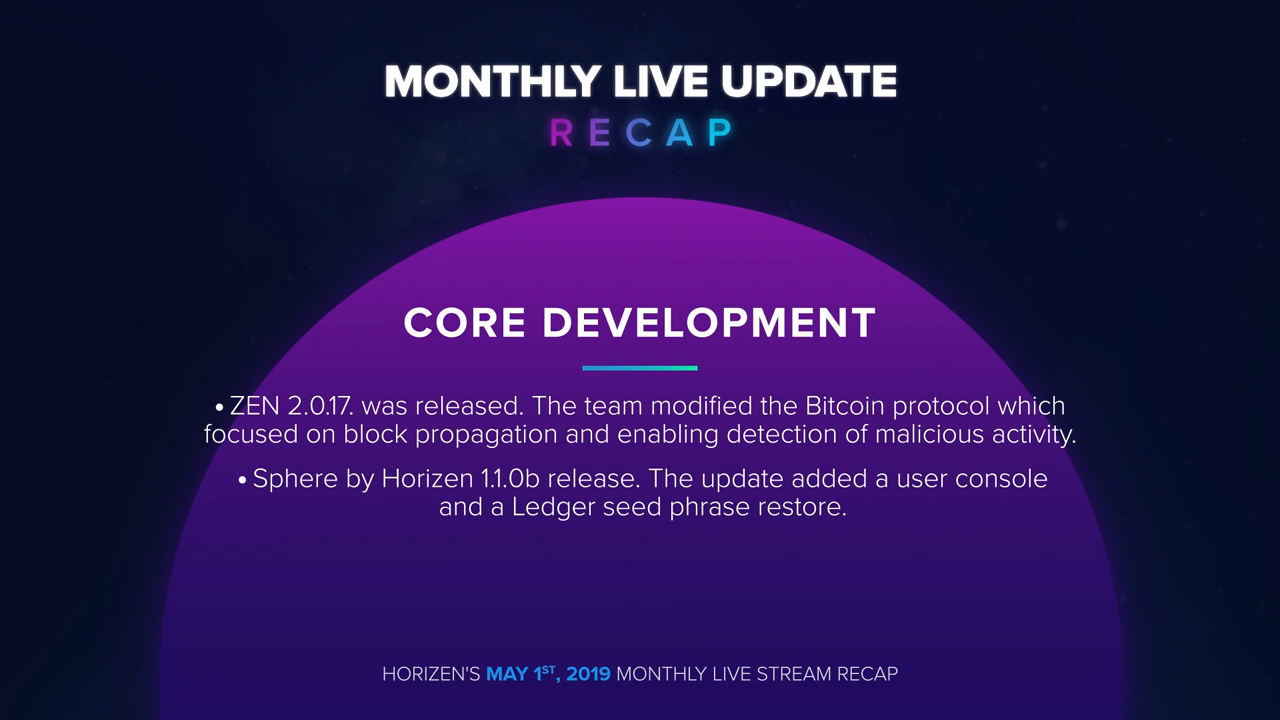 MONTHLY LIVE UPDATE
RECAP
CORE DEVELOPMENT
• ZEN 2.0.17. was released. The team modified the Bitcoin protocol which
focused on block propagation and enabling detection of malicious activity.
• Sphere by Horizen 1.1.0b release. The update added a user console
and a Ledger seed phrase restore.
HORIZEN'S MAY 1ST, 2019 MONTHLY LIVE STREAM RECAP